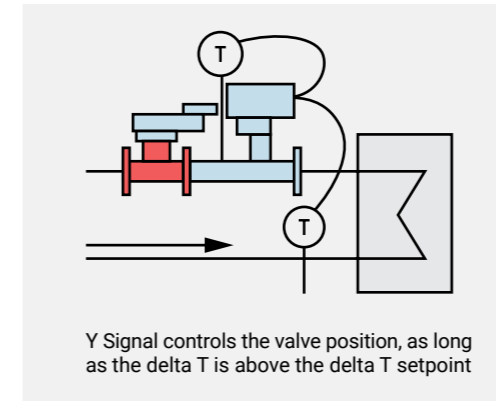 T
T
Y Signal controls the valve position, as long
as the delta T is above the delta T setpoint